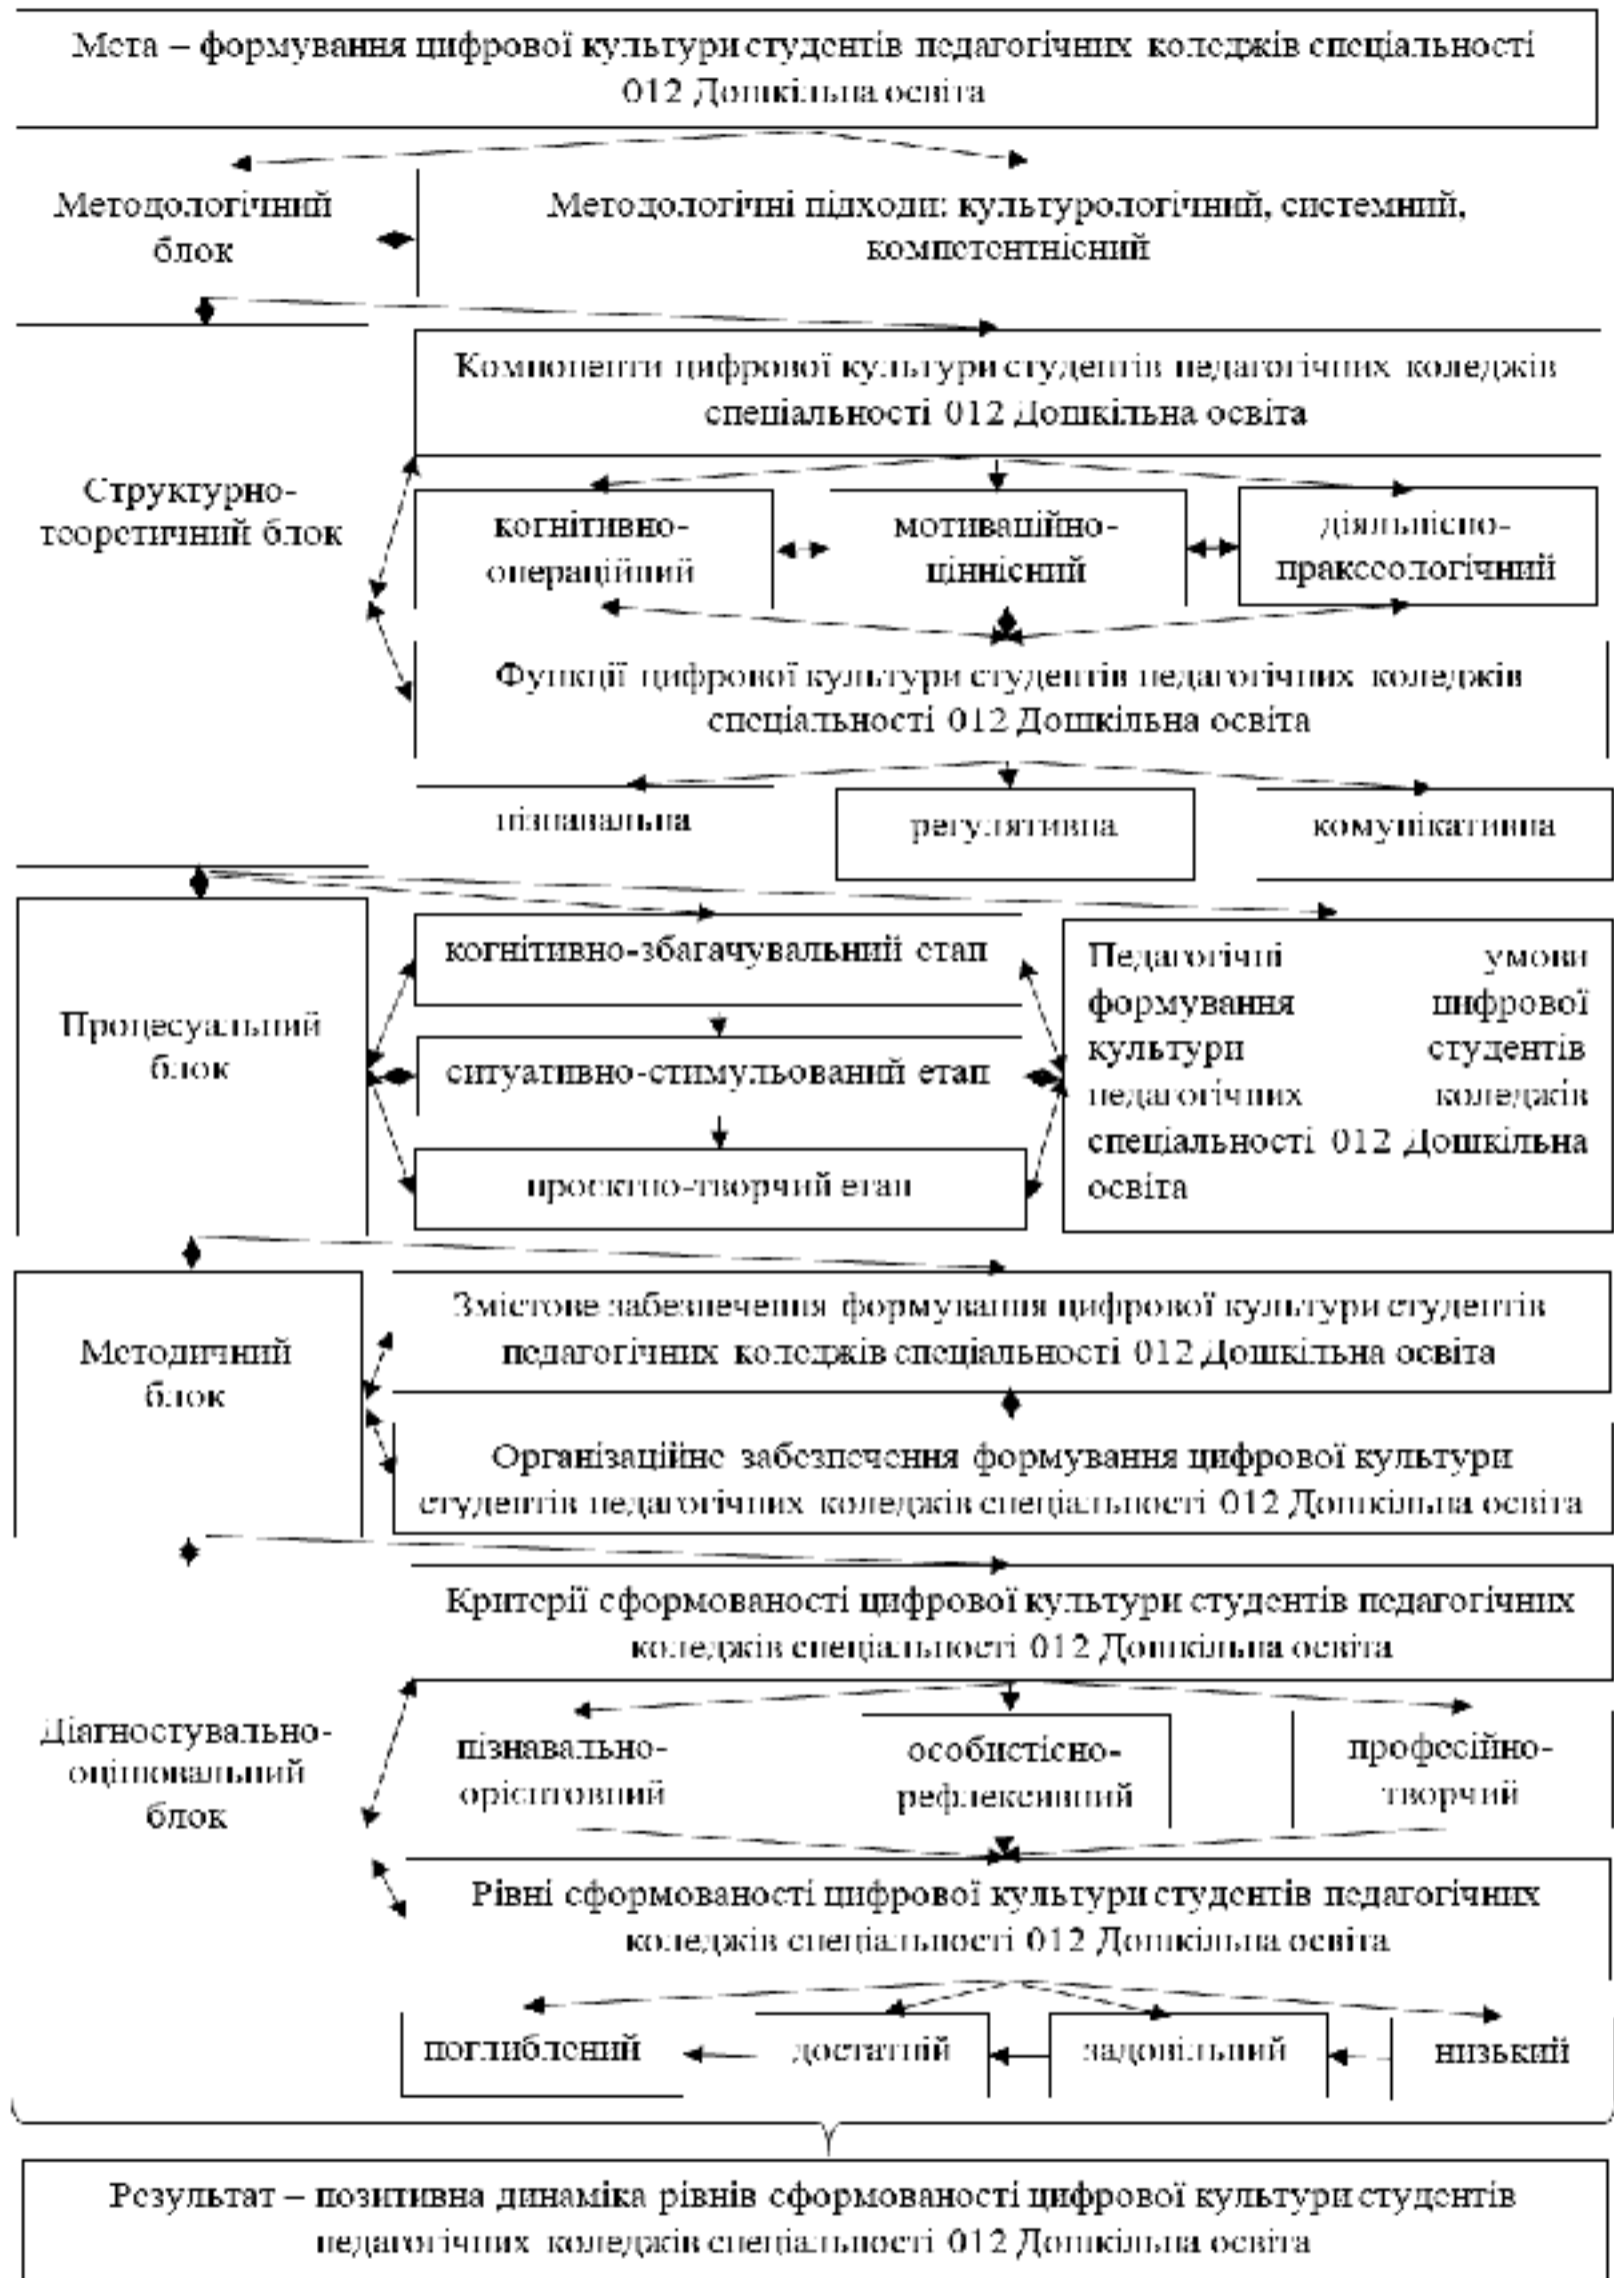 Мета – формування цифрової культури студентів педагогічних коледжів спеціальності
012 Дошкільна освіта
Методологічний
блок
Методологічні підходи: культурологічний, системний,
компетентнісний
Компоненти цифрової культури студентів педагогічних коледжів
спеціальності 012 Дошкільна освіта
Структурно-
теоретичний блок
когнітивно-
операційний
мотиваційно-
ціннісний
діяльнісно-
праксеологічний
Функції цифрової культури студентів педагогічних коледжів
спеціальності 012 Дошкільна освіта
пізнавальна
регулятивна
комунікативна
Процесуальний
блок
когнітивно-збагачувальний етап
ситуативно-стимульований етап
проєктно-творчий етап
Педагогічні умови
формування цифрової
культури студентів
педагогічних коледжів
спеціальності 012 Дошкільна
освіта
Методичний
блок
Змістове забезпечення формування цифрової культури студентів
педагогічних коледжів спеціальності 012 Дошкільна освіта
Організаційне забезпечення формування цифрової культури
студентів педагогічних коледжів спеціальності 012 Дошкільна освіта
Діагностувально-
оцінювальний
блок
Критерії сформованості цифрової культури студентів педагогічних
коледжів спеціальності 012 Дошкільна освіта
пізнавально-
орієнтовний
особистісно-
рефлексивний
професійно-
творчий
Рівні сформованості цифрової культури студентів педагогічних
коледжів спеціальності 012 Дошкільна освіта
поглиблений
достатній
задовільний
низький
Результат – позитивна динаміка рівнів сформованості цифрової культури студентів
педагогічних коледжів спеціальності 012 Дошкільна освіта